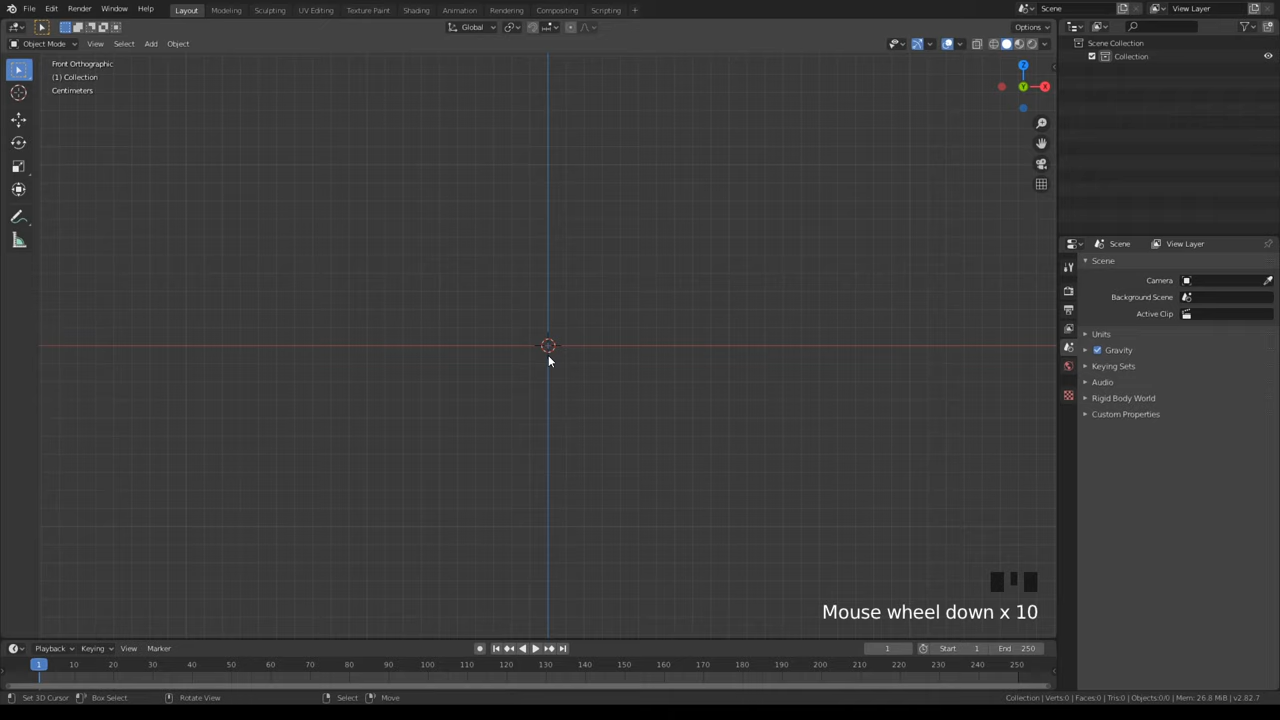 File Edit Render Window Help Layout Modeling Sculpting UV Editing Texture Paint Shading Animation Rendering Compositing Scripting + Scene View Layer
Global Options
Object Mode View Select Add Object
Scene Collection
Collection
Front Orthographic
(1) Collection
Centimeters
Z
Y
X
Scene View Layer
Scene
Camera
Background Scene
Active Clip
Units
Gravity
Keying Sets
Audio
Rigid Body World
Custom Properties
Mouse wheel down x 10
Playback Keying View Marker 1 Start 1 End 250
1 10 20 30 40 50 60 70 80 90 100 110 120 130 140 150 160 170 180 190 200 210 220 230 240 250
Set 3D Cursor Box Select Rotate View Select Move Collection | Verts:0 | Faces:0 | Tris:0 | Objects:0/0 | Mem: 26.8 MiB | v2.82.7